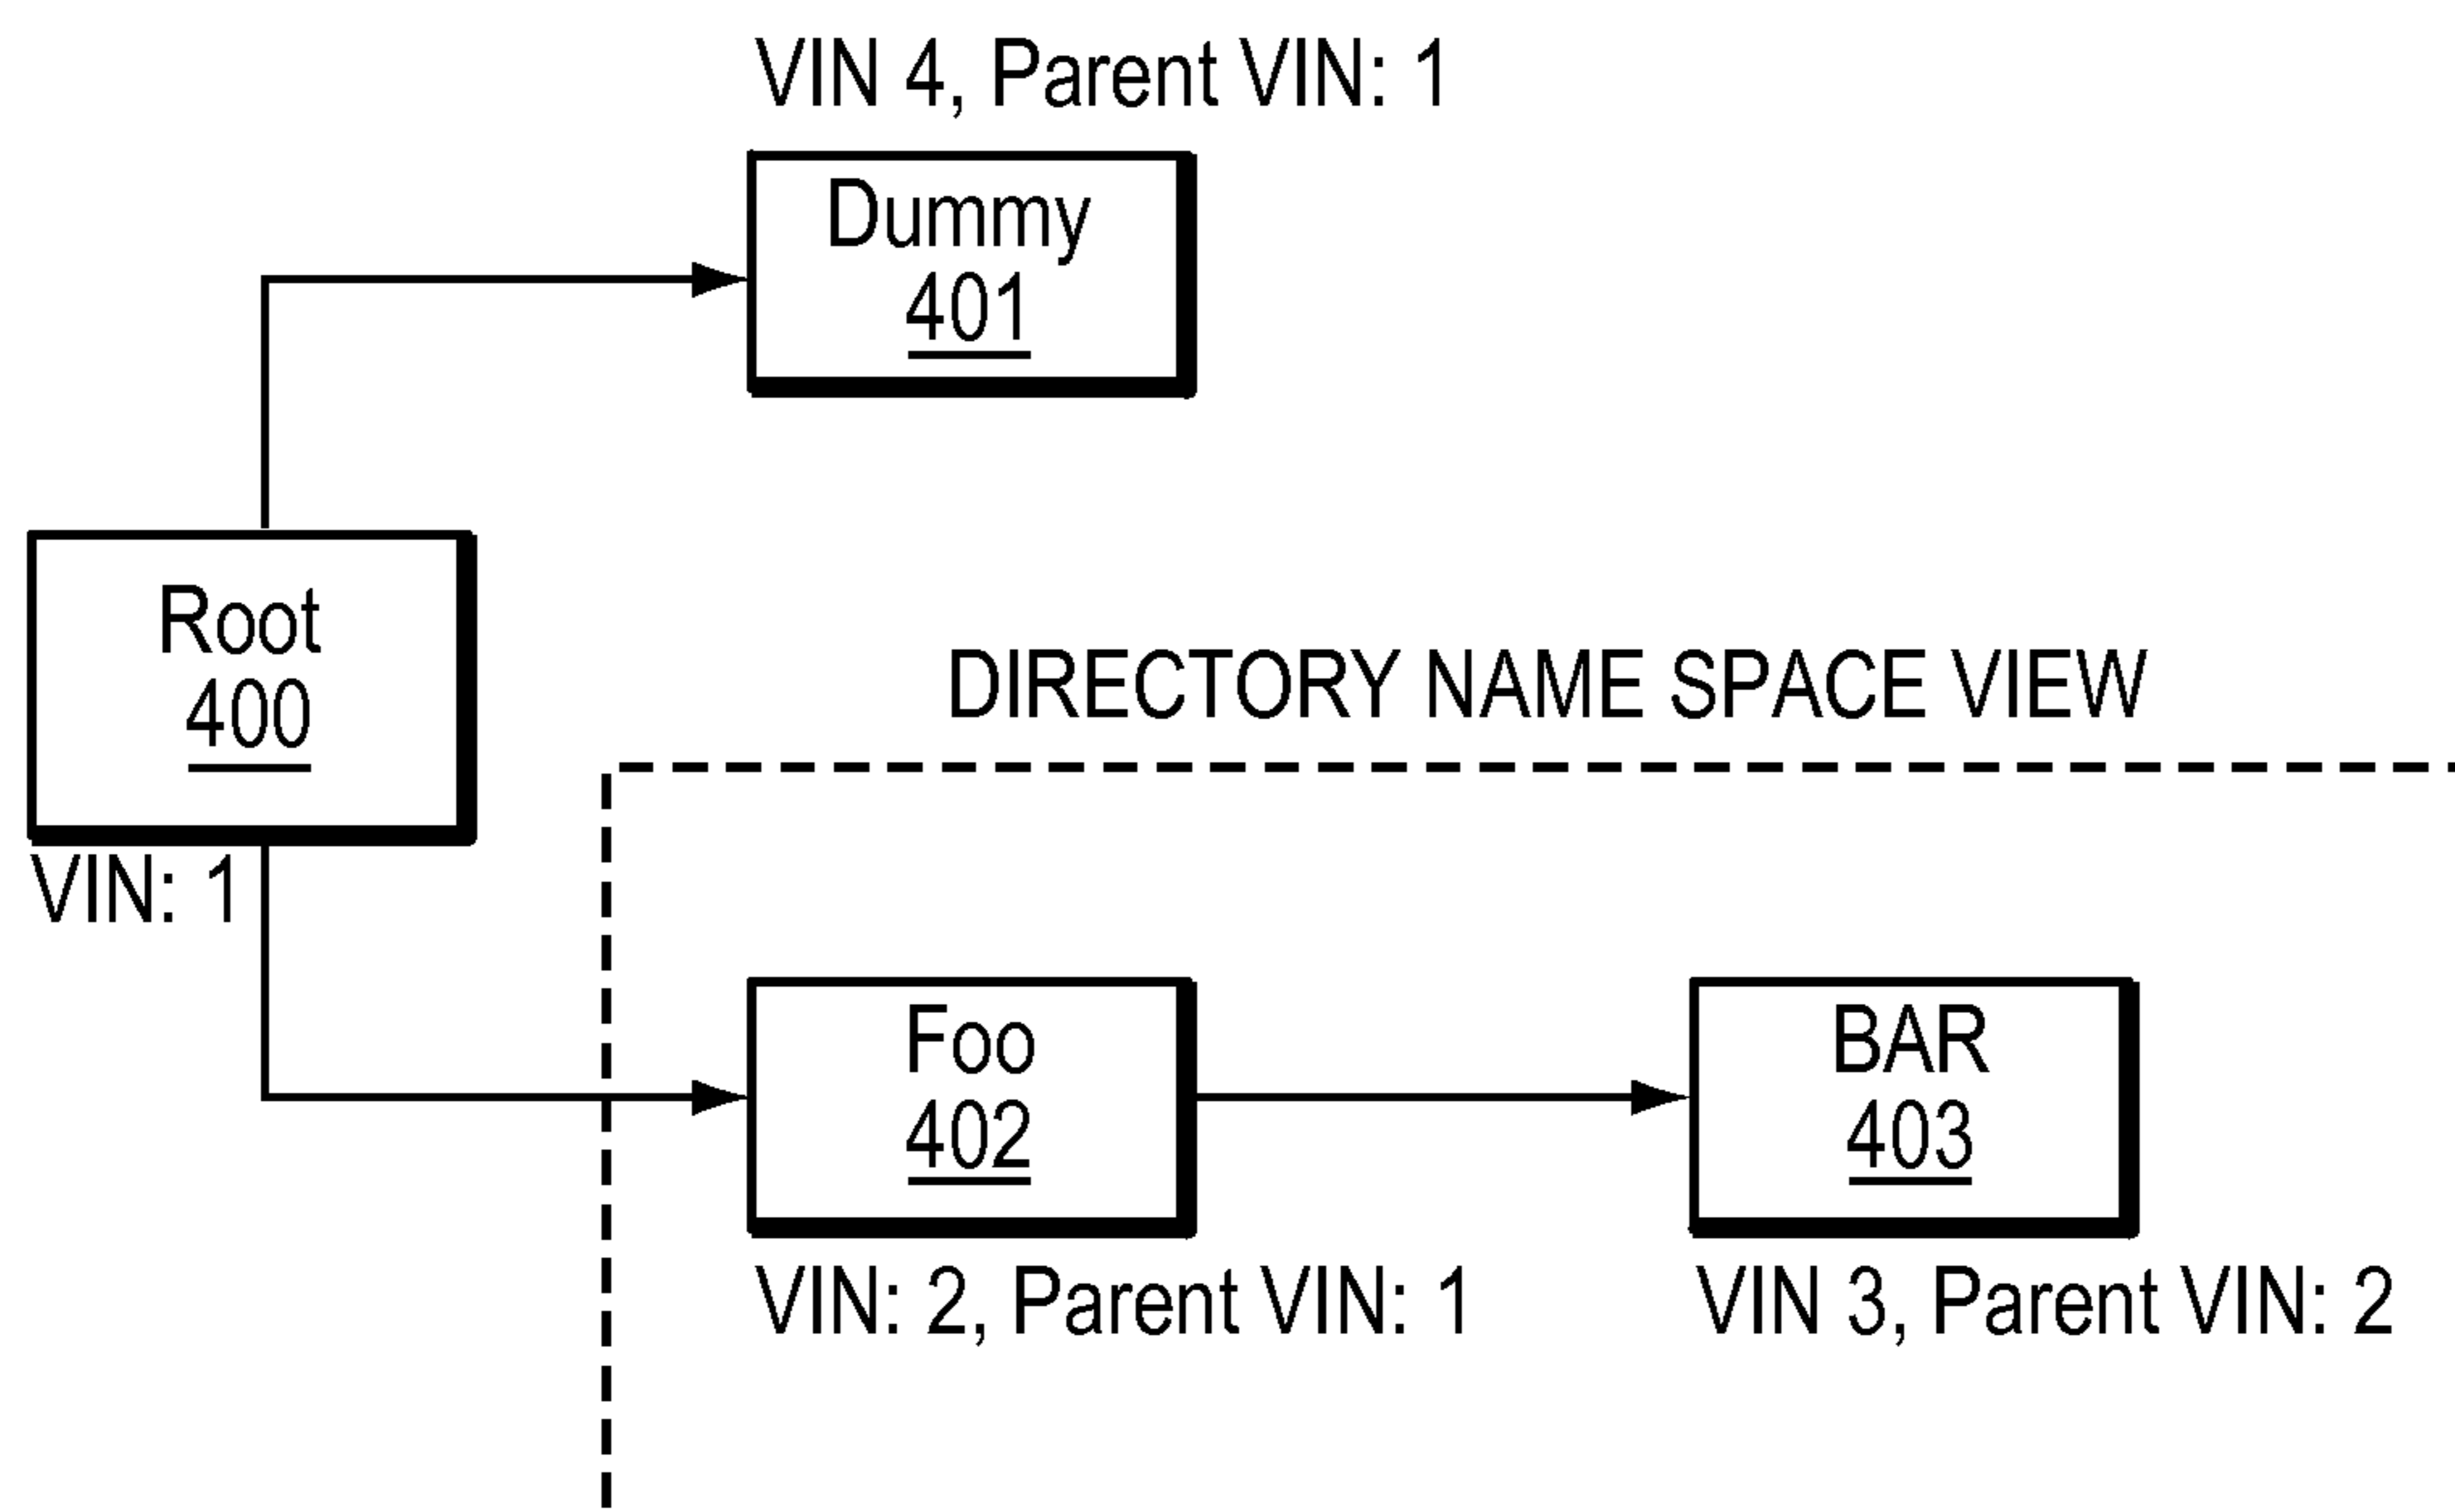 VIN 4, Parent VIN: 1
Dummy
401
Root
400
VIN: 1
DIRECTORY NAME SPACE VIEW
Foo
402
VIN: 2, Parent VIN: 1
BAR
403
VIN 3, Parent VIN: 2